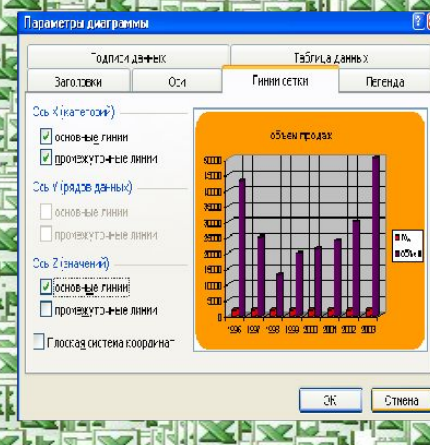 Параметры диаграммы
Подписи данных
Таблица данных
Заголовки
Оси
Линии сетки
Легенда
Ось X (категорий)
основные линии
промежуточные линии
Ось Y (рядов данных)
основные линии
промежуточные линии
Ось Z (значений)
основные линии
промежуточные линии
Плоская система координат
объем продаж
1996 1997 1998 1999 2000 2001 2002 2003
объем
OK
Отмена